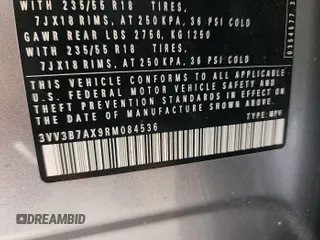 WITH 235/55 R18 TIRES,
7JX18 RIMS, AT 250 KPA, 36 PSI COLD
GAWR REAR LBS 2756, KG 1250
WITH 235/55 R18 TIRES,
7JX18 RIMS, AT 250 KPA, 36 PSI COLD
THIS VEHICLE CONFORMS TO ALL APPLICABLE
U.S. FEDERAL MOTOR VEHICLE SAFETY AND
THEFT PREVENTION STANDARDS IN EFFECT ON
THE DATE OF MANUFACTURE SHOWN ABOVE.
3VV3B7AX9RM084536 TYPE: MPV
DREAMBID